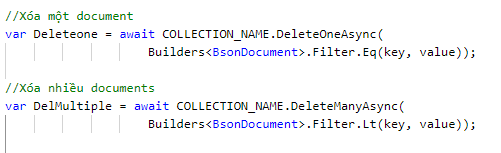 //Xóa một document
var Deleteone = await COLLECTION_NAME.DeleteOneAsync(
Builders<BsonDocument>.Filter.Eq(key, value));
//Xóa nhiều documents
var DelMultiple = await COLLECTION_NAME.DeleteManyAsync(
Builders<BsonDocument>.Filter.Lt(key, value));